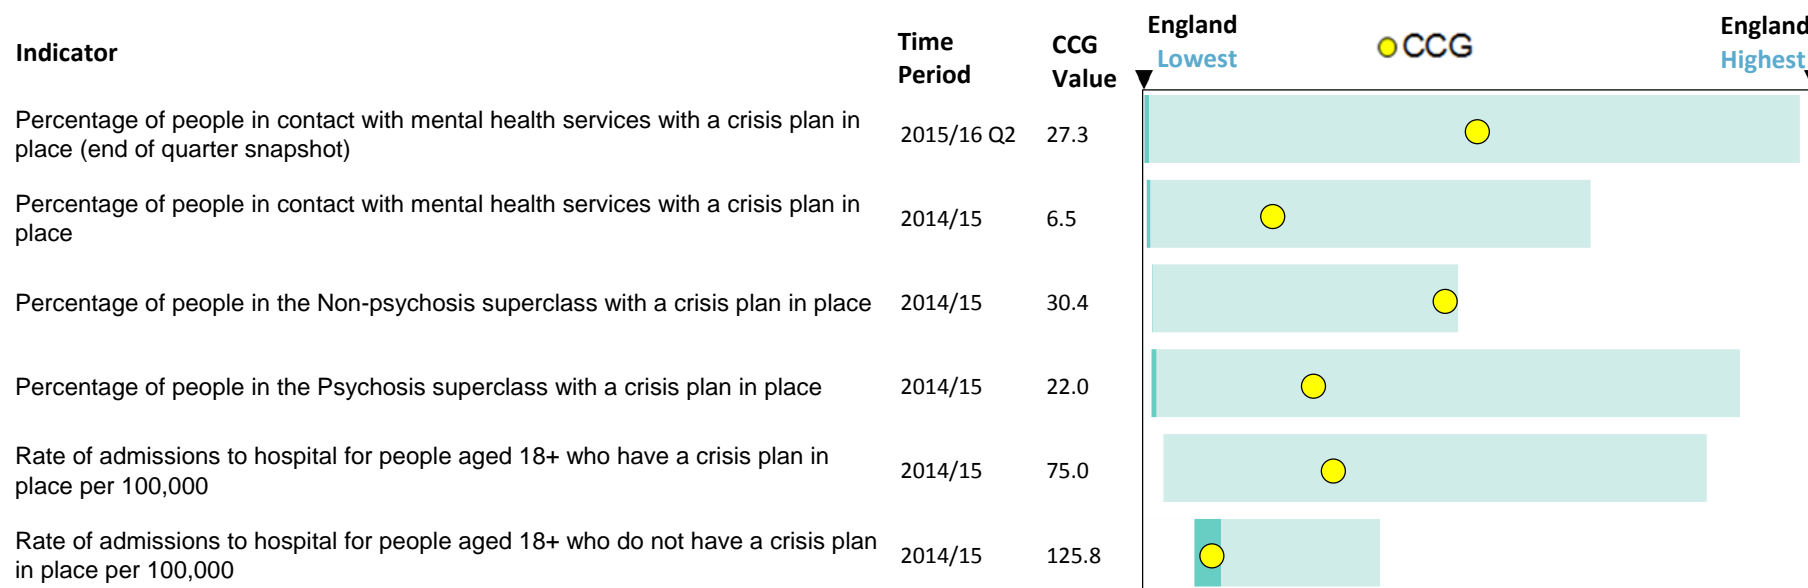 Indicator
Time
Period
CCG
Value
England
Lowest
CCG
England
Highest
Percentage of people in contact with mental health services with a crisis plan in
place (end of quarter snapshot)
2015/16 Q2
27.3
Percentage of people in contact with mental health services with a crisis plan in
place
2014/15
6.5
Percentage of people in the Non-psychosis superclass with a crisis plan in place
2014/15
30.4
Percentage of people in the Psychosis superclass with a crisis plan in place
2014/15
22.0
Rate of admissions to hospital for people aged 18+ who have a crisis plan in
place per 100,000
2014/15
75.0
Rate of admissions to hospital for people aged 18+ who do not have a crisis plan
in place per 100,000
2014/15
125.8